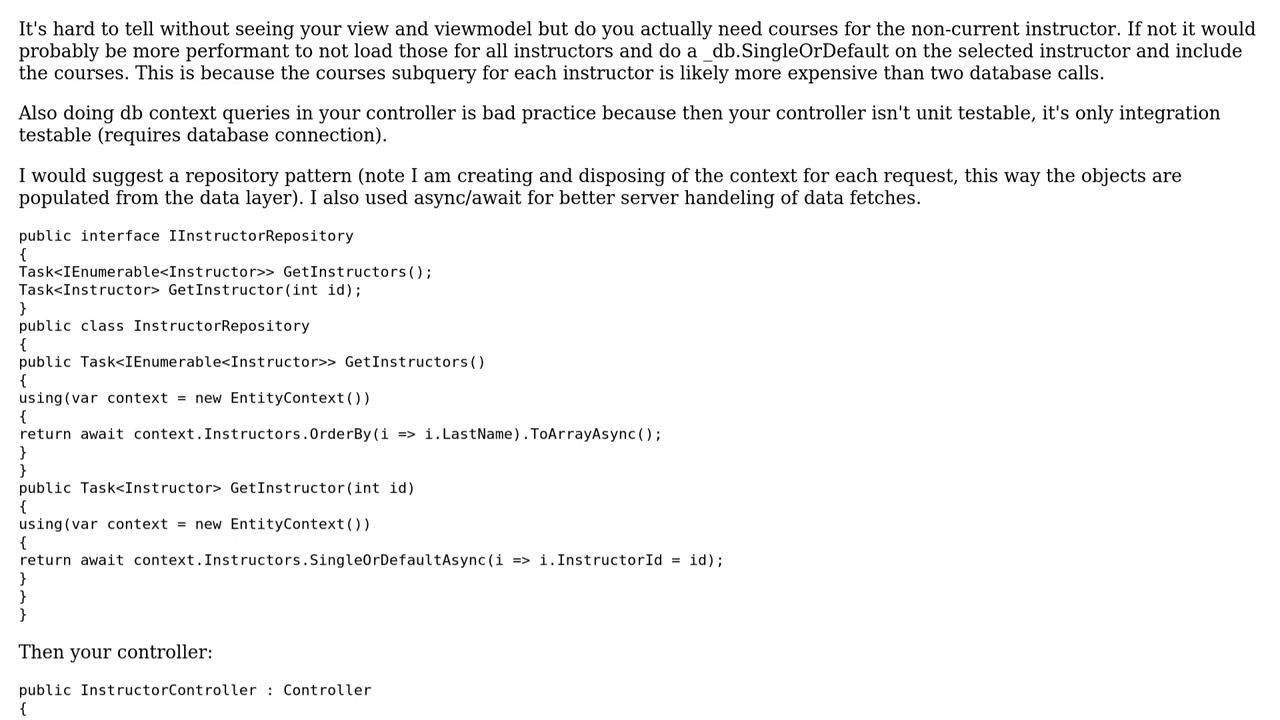 It's hard to tell without seeing your view and viewmodel but do you actually need courses for the non-current instructor. If not it would
probably be more performant to not load those for all instructors and do a _db.SingleOrDefault on the selected instructor and include
the courses. This is because the courses subquery for each instructor is likely more expensive than two database calls.
Also doing db context queries in your controller is bad practice because then your controller isn't unit testable, it's only integration
testable (requires database connection).
I would suggest a repository pattern (note I am creating and disposing of the context for each request, this way the objects are
populated from the data layer). I also used async/await for better server handeling of data fetches.
public interface IInstructorRepository
{
Task<IEnumerable<Instructor>> GetInstructors();
Task<Instructor> GetInstructor(int id);
}
public class InstructorRepository
{
public Task<IEnumerable<Instructor>> GetInstructors()
{
using(var context = new EntityContext())
{
return await context.Instructors.OrderBy(i => i.LastName).ToArrayAsync();
}
}
public Task<Instructor> GetInstructor(int id)
{
using(var context = new EntityContext())
{
return await context.Instructors.SingleOrDefaultAsync(i => i.InstructorId = id);
}
}
}
Then your controller:
public InstructorController : Controller
{